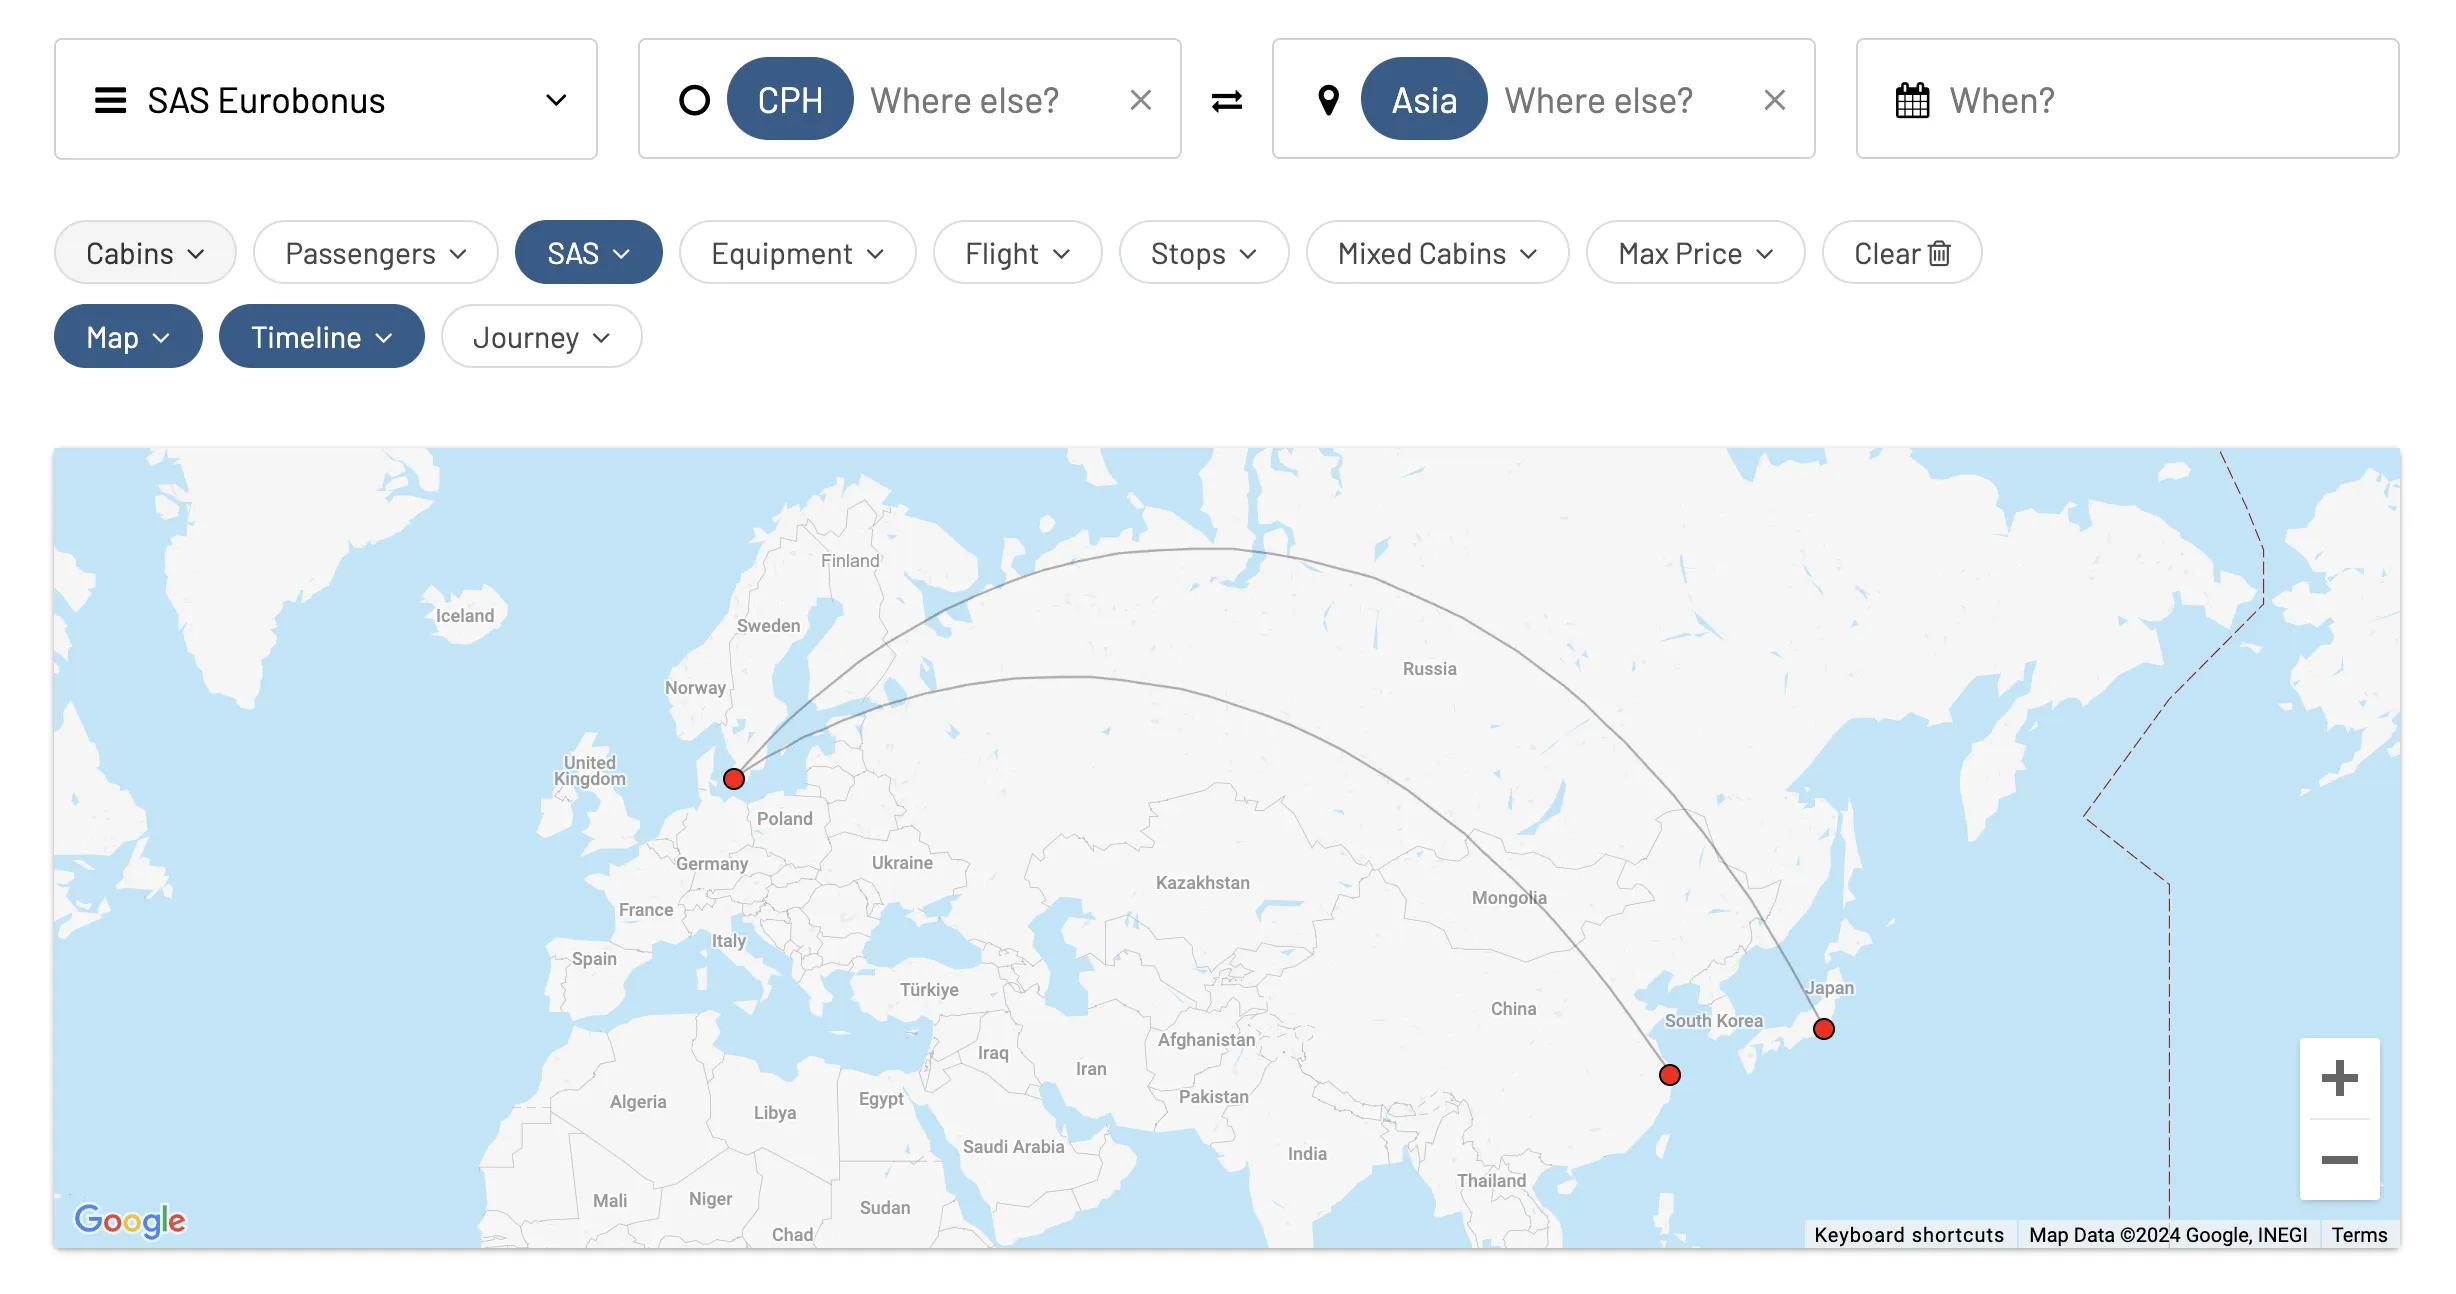 SAS Eurobonus
CPH Where else?
Asia Where else?
When?
Cabins
Passengers
SAS
Equipment
Flight
Stops
Mixed Cabins
Max Price
Clear
Map
Timeline
Journey
Finland
Iceland
Sweden
Russia
Norway
United
Kingdom
Poland
Germany
Ukraine
Kazakhstan
Mongolia
France
Italy
Spain
Türkiye
Japan
China
South Korea
Afghanistan
Iraq
Iran
Algeria
Libya
Egypt
Pakistan
Saudi Arabia
India
Thailand
Mali
Niger
Sudan
Chad
Google
Keyboard shortcuts
Map Data ©2024 Google, INEGI
Terms